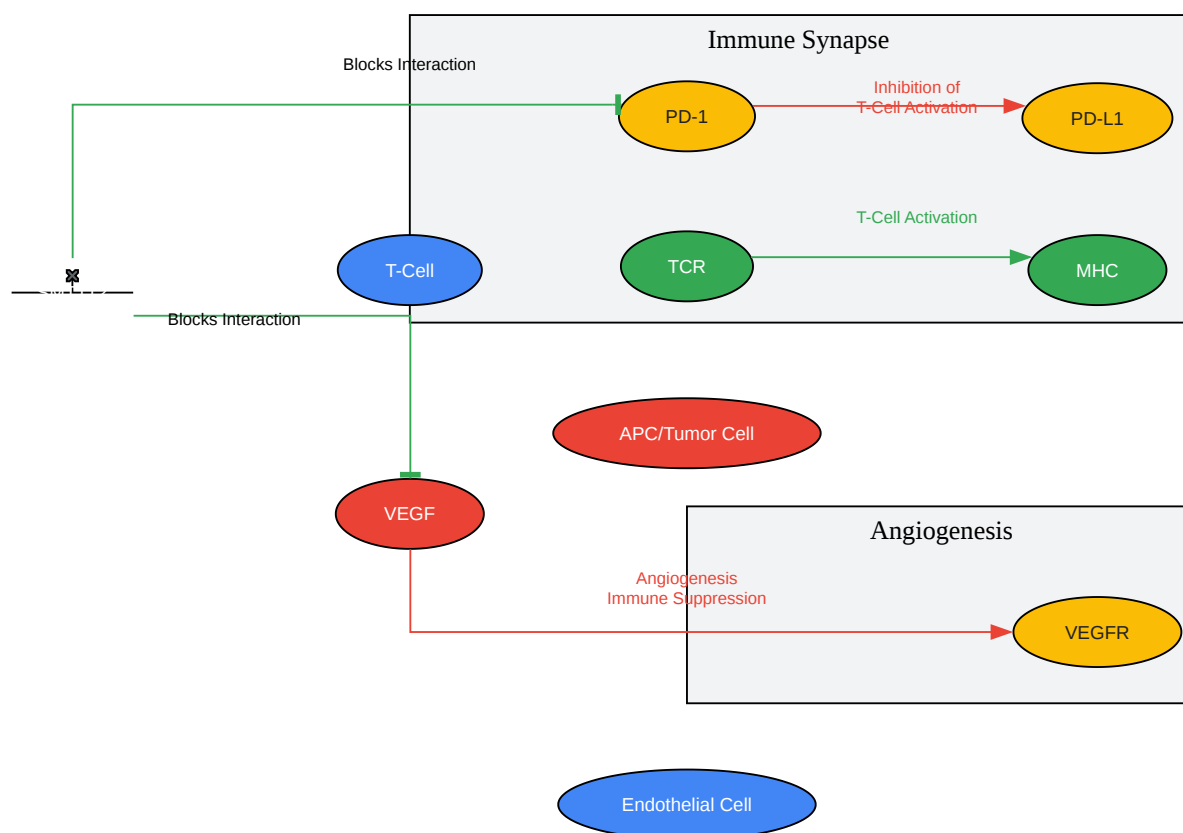 Immune Synapse
Blocks Interaction
Inhibition of
T-Cell Activation
PD-1
PD-L1
T-Cell Activation
T-Cell
TCR
MHC
Blocks Interaction
APC/Tumor Cell
VEGF
Angiogenesis
Angiogenesis
Immune Suppression
VEGFR
Endothelial Cell